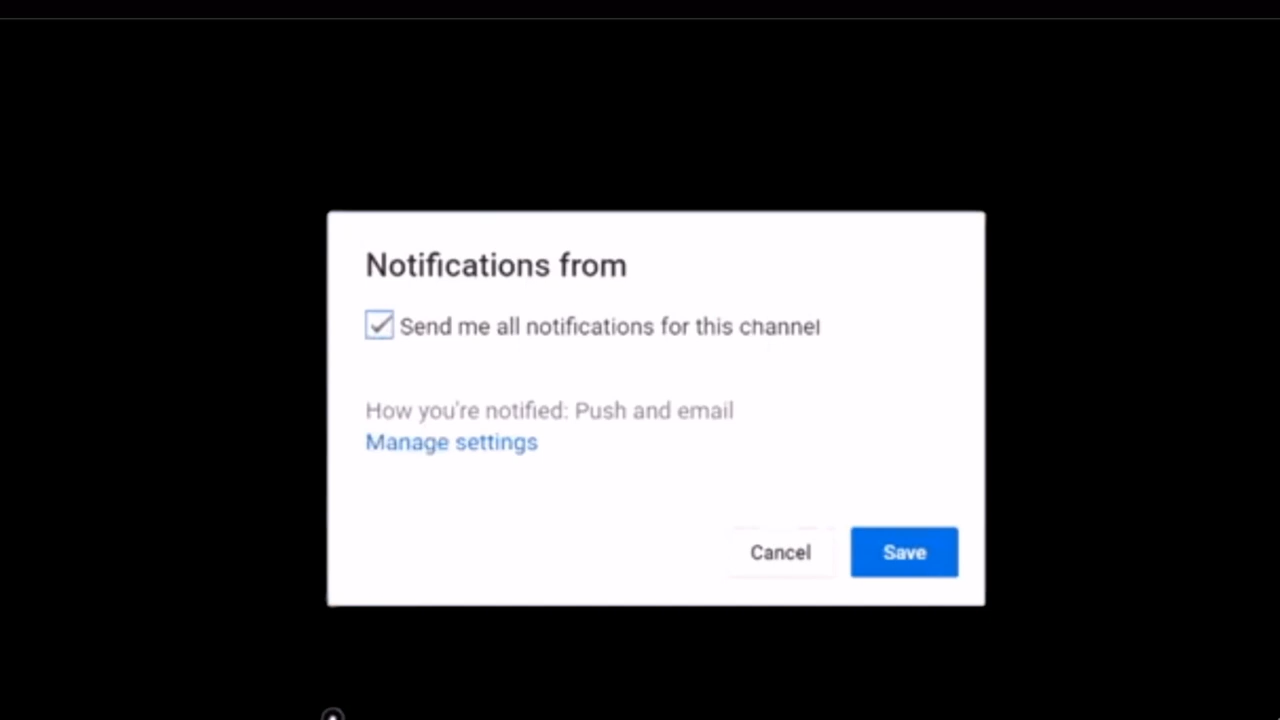 Notifications from
Send me all notifications for this channel
How you're notified: Push and email
Manage settings
Cancel
Save